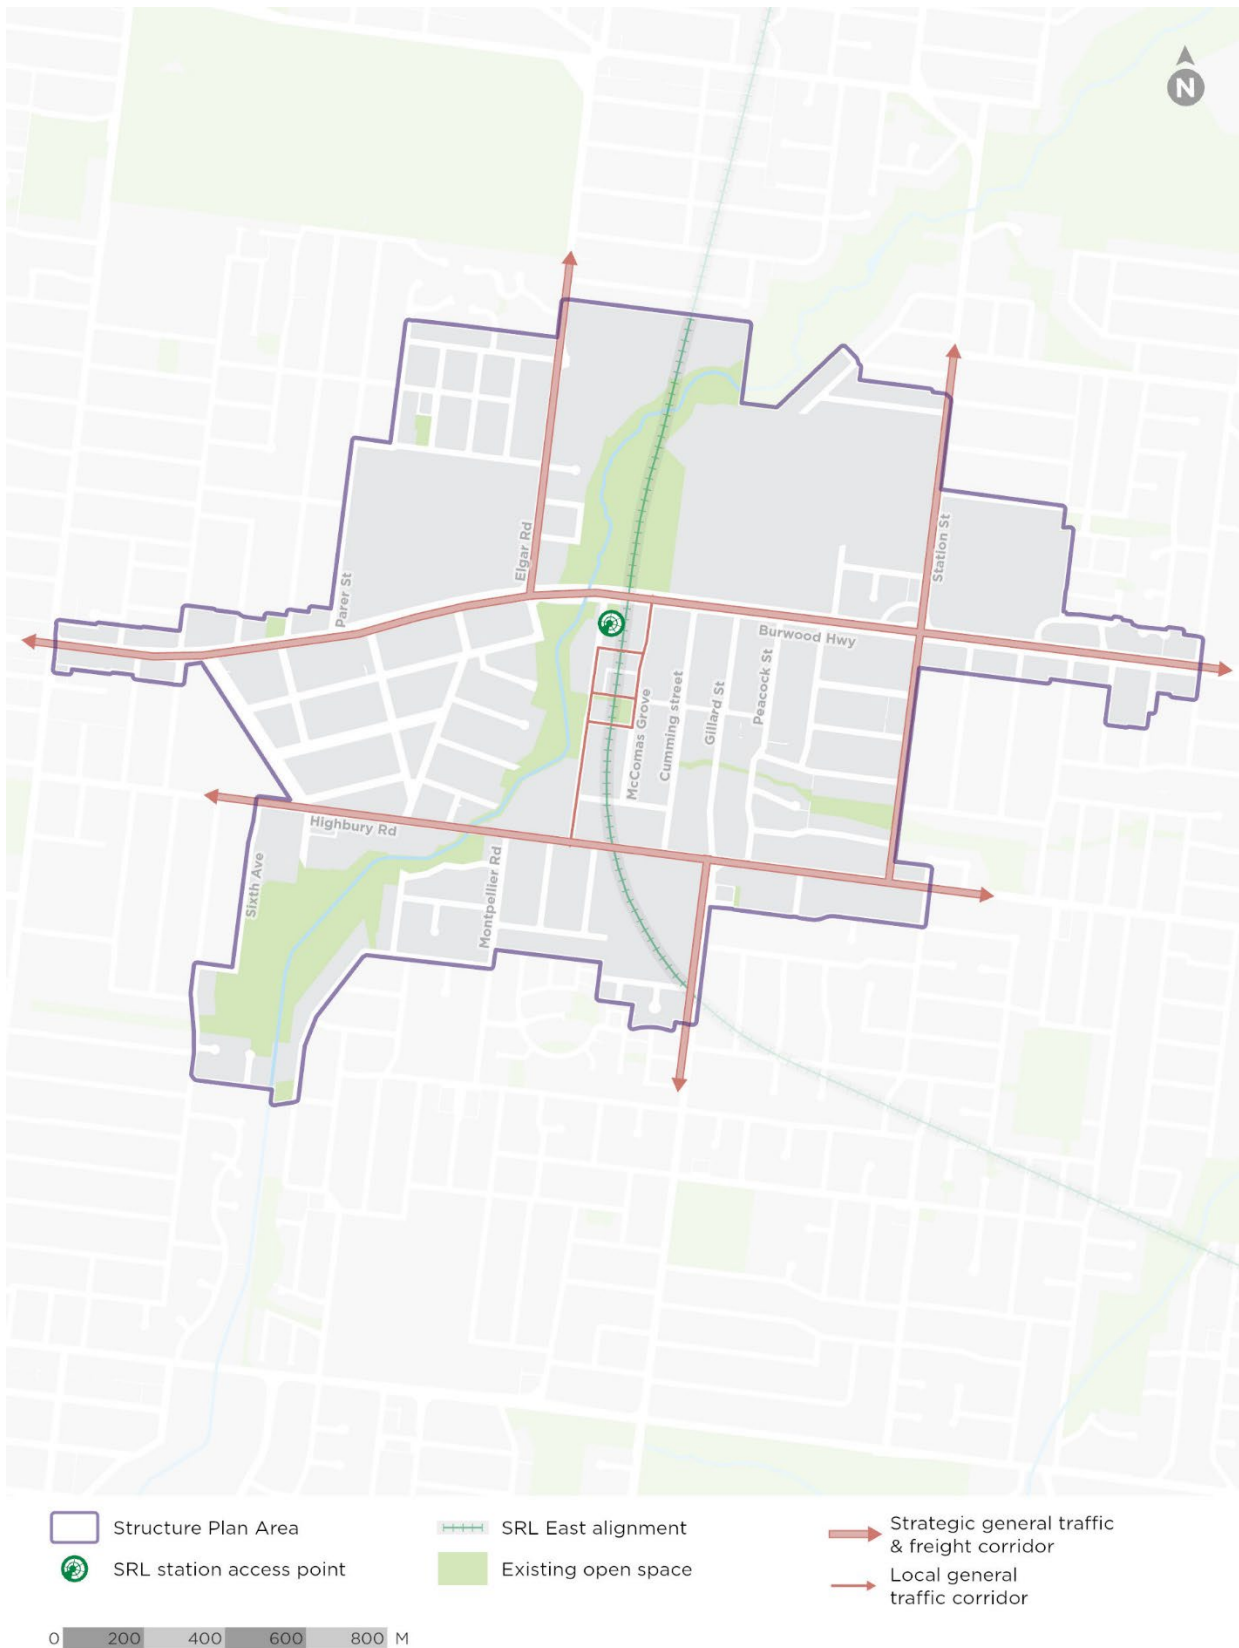 N
Elgar Rd
Station St
Parer St
Burwood Hwy
McComas Grove
Cumming street
Gillard St
Peacock St
Highbury Rd
Sixth Ave
Montpellier Rd
Structure Plan Area
SRL station access point
SRL East alignment
Existing open space
Strategic general traffic
& freight corridor
Local general
traffic corridor
0 200 400 600 800 M